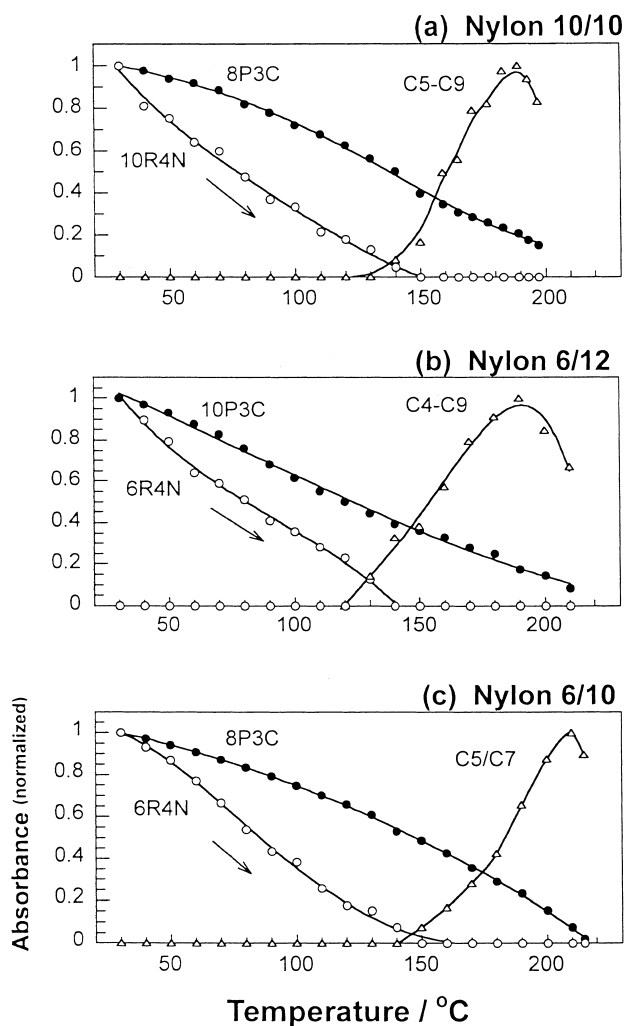 (a) Nylon 10/10
1
0.8
0.6
0.4
0.2
0
8P3C
C5-C9
10R4N
50 100 150 200
(b) Nylon 6/12
1
0.8
0.6
0.4
0.2
0
10P3C
C4-C9
6R4N
50 100 150 200
(c) Nylon 6/10
1
0.8
0.6
0.4
0.2
0
8P3C
C5/C7
6R4N
50 100 150 200
Absorbance (normalized)
Temperature / °C